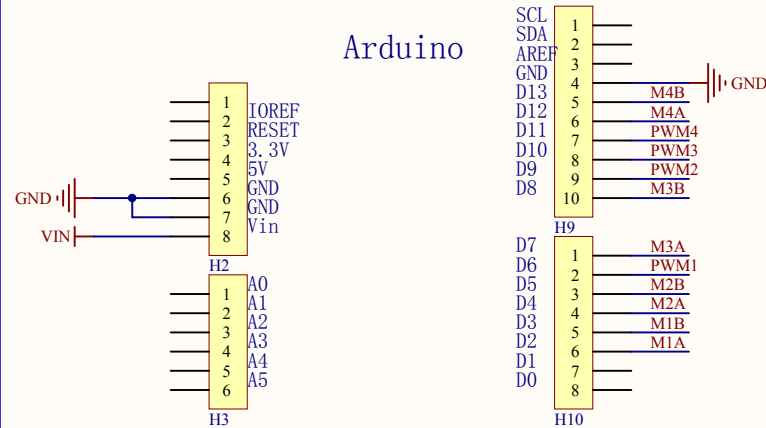 Arduino
1
2
3
4
5
6
7
8
IOREF
RESET
3.3V
5V
GND
GND
Vin
GND
VIN
H2
1
2
3
4
5
6
A0
A1
A2
A3
A4
A5
H3
SCL
SDA
AREF
GND
D13
D12
D11
D10
D9
D8
1
2
3
4
5
6
7
8
9
10
GND
M4B
M4A
PWM4
PWM3
PWM2
M3B
H9
D7
D6
D5
D4
D3
D2
D1
D0
1
2
3
4
5
6
7
8
M3A
PWM1
M2B
M2A
M1B
M1A
H10